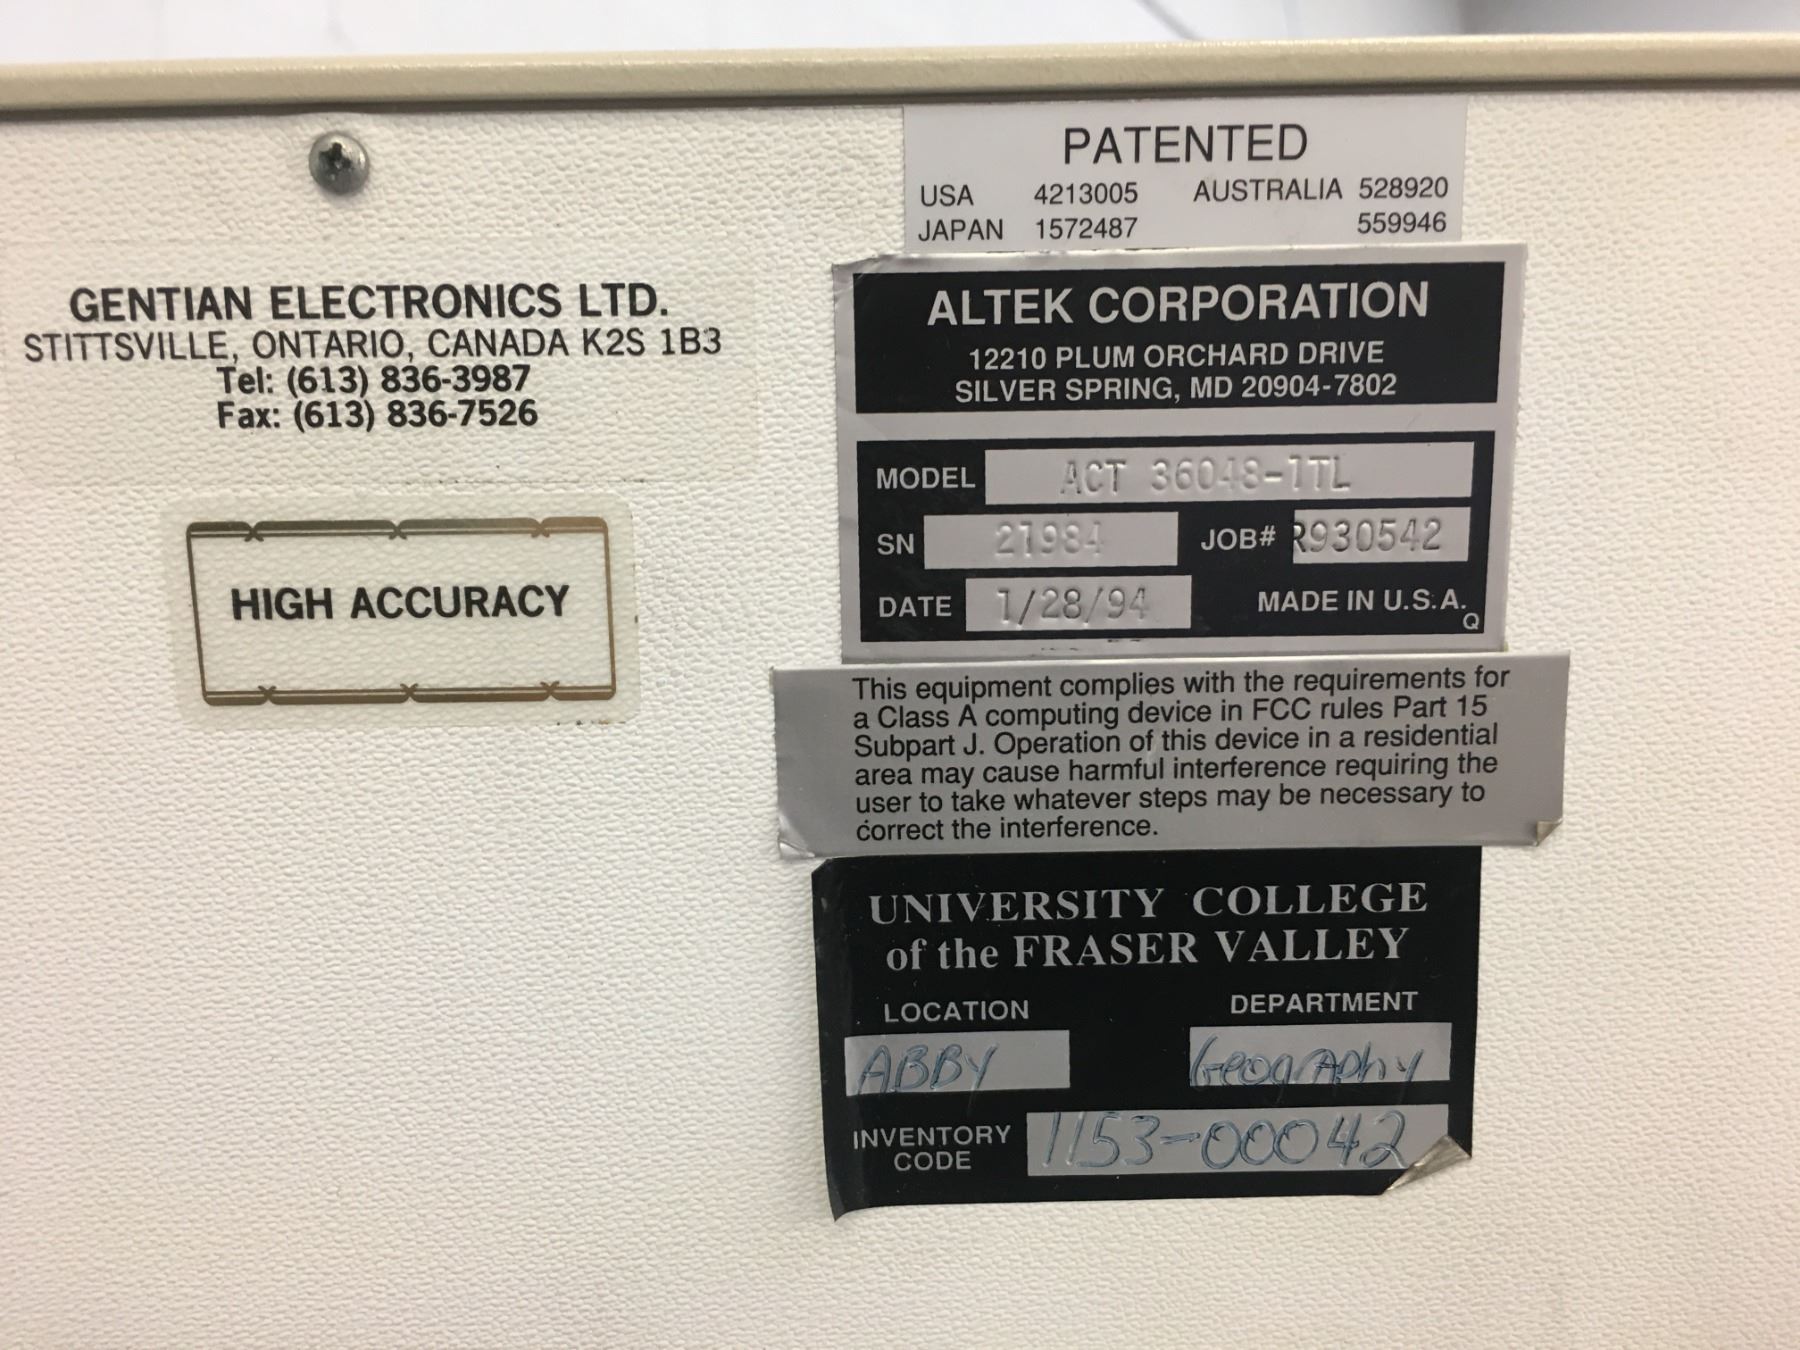 PATENTED
USA 4213005 AUSTRALIA 528920
JAPAN 1572487 559946
GENTIAN ELECTRONICS LTD.
STITTSVILLE, ONTARIO, CANADA K2S 1B3
Tel: (613) 836-3987
Fax: (613) 836-7526
HIGH ACCURACY
ALTEK CORPORATION
12210 PLUM ORCHARD DRIVE
SILVER SPRING, MD 20904-7802
MODEL ACT 36048-1TL
SN 21984 JOB# R930542
DATE 1/28/94 MADE IN U.S.A.
Q
This equipment complies with the requirements for
a Class A computing device in FCC rules Part 15
Subpart J. Operation of this device in a residential
area may cause harmful interference requiring the
user to take whatever steps may be necessary to
correct the interference.
UNIVERSITY COLLEGE
of the FRASER VALLEY
LOCATION DEPARTMENT
ABBY Geography
INVENTORY CODE 1153-00042